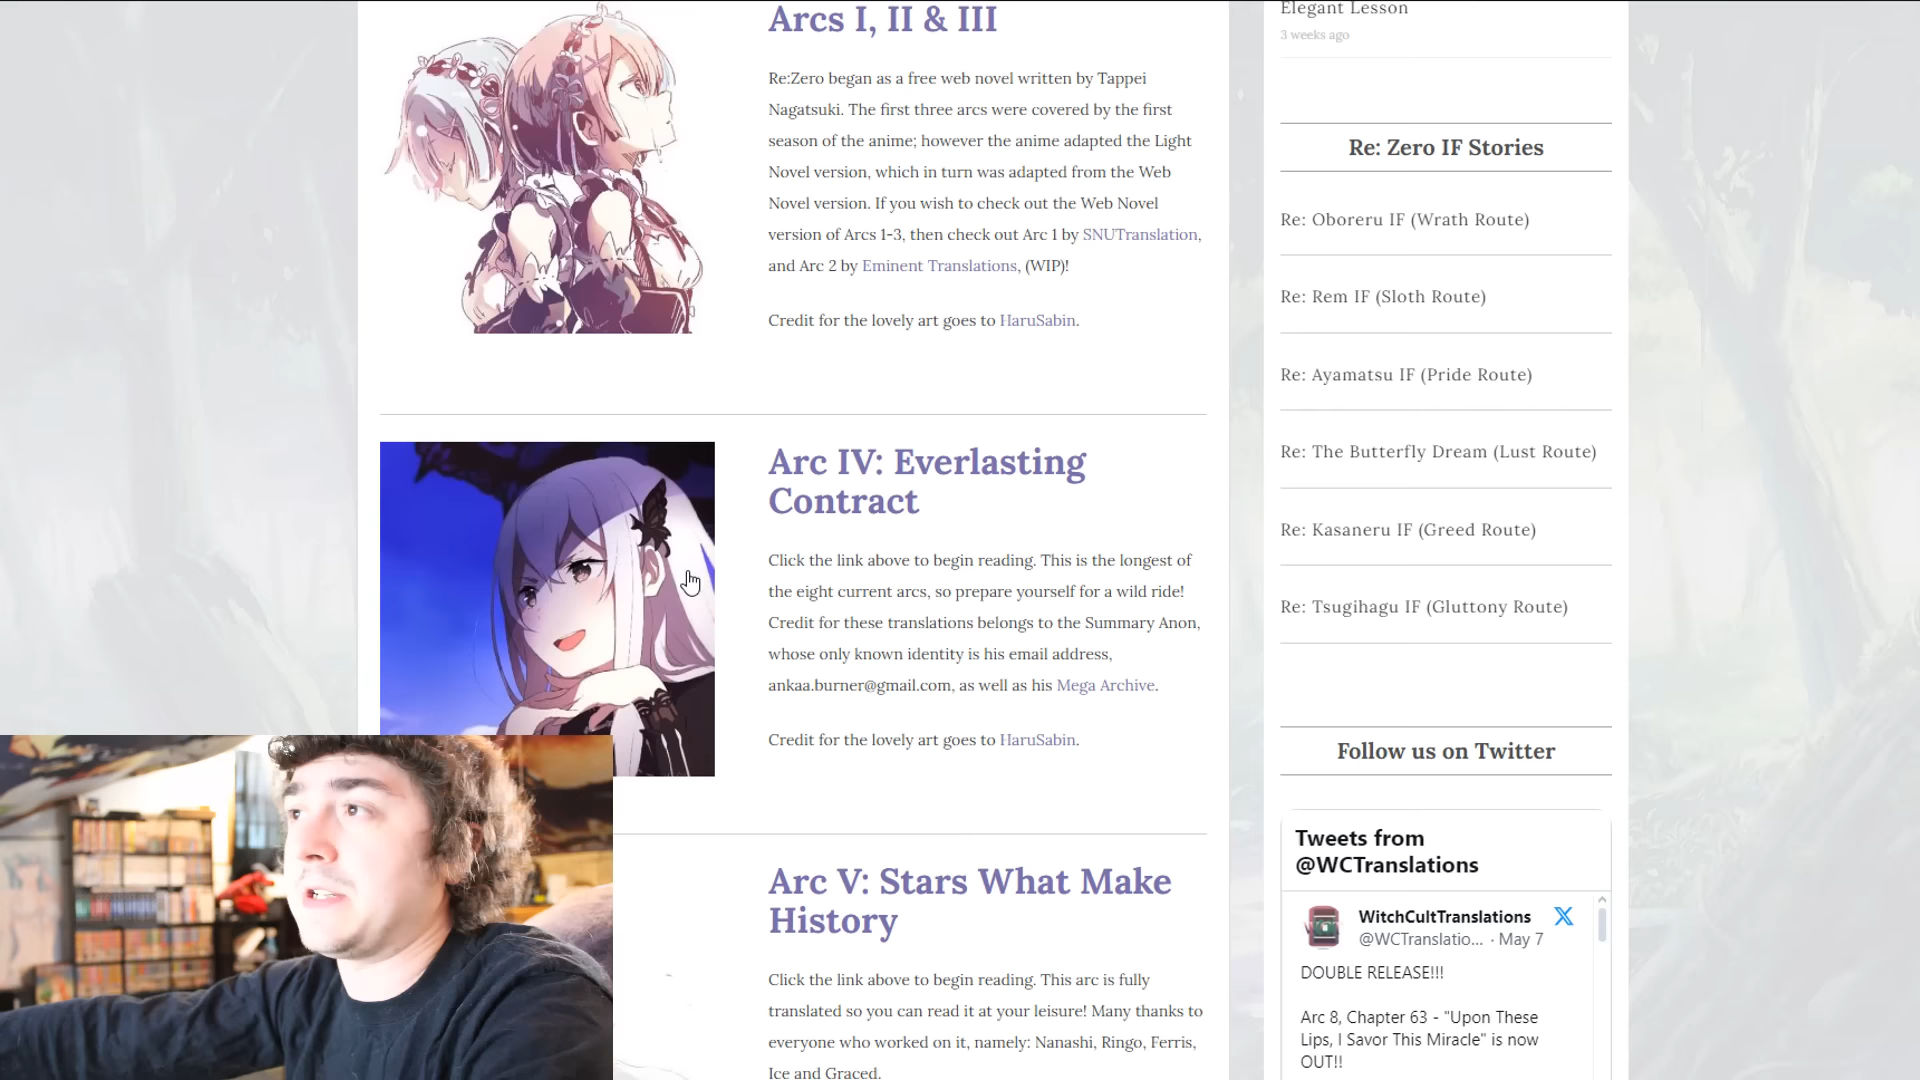 Arcs I, II & III
Re:Zero began as a free web novel written by Tappei
Nagatsuki. The first three arcs were covered by the first
season of the anime; however the anime adapted the Light
Novel version, which in turn was adapted from the Web
Novel version. If you wish to check out the Web Novel
version of Arcs 1-3, then check out Arc 1 by SNUTranslation,
and Arc 2 by Eminent Translations, (WIP)!
Credit for the lovely art goes to HaruSabin.
Arc IV: Everlasting
Contract
Click the link above to begin reading. This is the longest of
the eight current arcs, so prepare yourself for a wild ride!
Credit for these translations belongs to the Summary Anon,
whose only known identity is his email address,
ankaa.burner@gmail.com, as well as his Mega Archive.
Credit for the lovely art goes to HaruSabin.
Arc V: Stars What Make
History
Click the link above to begin reading. This arc is fully
translated so you can read it at your leisure! Many thanks to
everyone who worked on it, namely: Nanashi, Ringo, Ferris,
Ice and Graced.
Elegant Lesson
3 weeks ago
Re: Zero IF Stories
Re: Oboreru IF (Wrath Route)
Re: Rem IF (Sloth Route)
Re: Ayamatsu IF (Pride Route)
Re: The Butterfly Dream (Lust Route)
Re: Kasaneru IF (Greed Route)
Re: Tsugihagu IF (Gluttony Route)
Follow us on Twitter
Tweets from
@WCTranslations
WitchCultTranslations
@WCTranslatio... · May 7
DOUBLE RELEASE!!!
Arc 8, Chapter 63 - "Upon These
Lips, I Savor This Miracle" is now
OUT!!